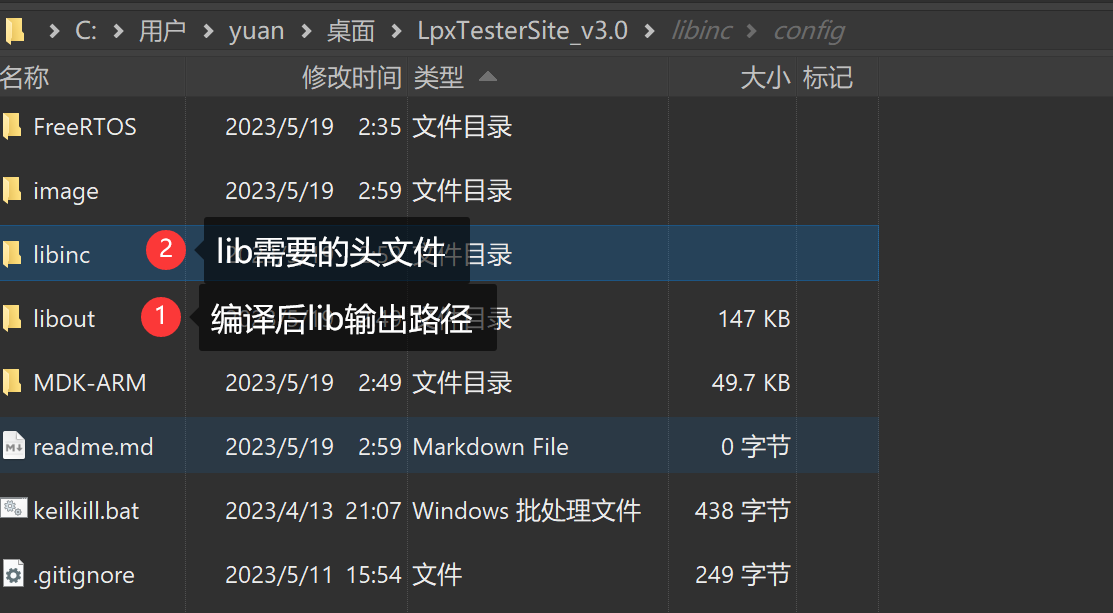 C: 用户 yuan 桌面 LpxTesterSite_v3.0 libinc config
名称 修改时间 类型 大小 标记
FreeRTOS 2023/5/19 2:35 文件目录
image 2023/5/19 2:59 文件目录
libinc 2 lib需要的头文件 目录
libout 1 编译后lib输出路径 录 147 KB
MDK-ARM 2023/5/19 2:49 文件目录 49.7 KB
readme.md 2023/5/19 2:59 Markdown File 0 字节
keilkill.bat 2023/4/13 21:07 Windows 批处理文件 438 字节
.gitignore 2023/5/11 15:54 文件 249 字节